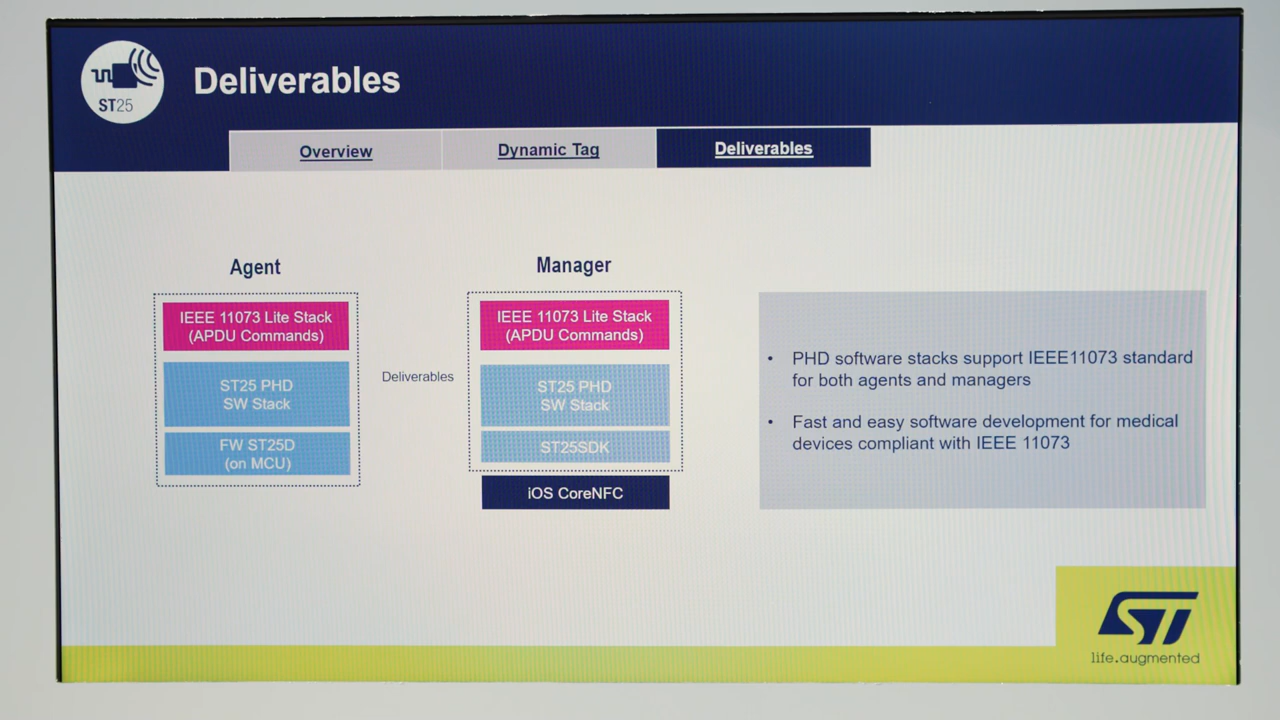 ST25
Deliverables
Overview
Dynamic Tag
Deliverables
Agent
IEEE 11073 Lite Stack
(APDU Commands)
ST25 PHD
SW Stack
FW ST25D
(on MCU)
Deliverables
Manager
IEEE 11073 Lite Stack
(APDU Commands)
ST25 PHD
SW Stack
ST25SDK
iOS CoreNFC
• PHD software stacks support IEEE11073 standard
for both agents and managers
• Fast and easy software development for medical
devices compliant with IEEE 11073
ST
life.augmented